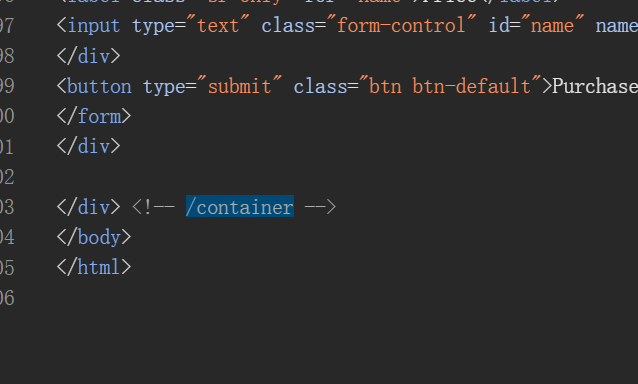 97 <input type="text" class="form-control" id="name" name
98 </div>
99 <button type="submit" class="btn btn-default">Purchase
00 </form>
01 </div>
02
03 </div> <!-- /container -->
04 </body>
05 </html>
06